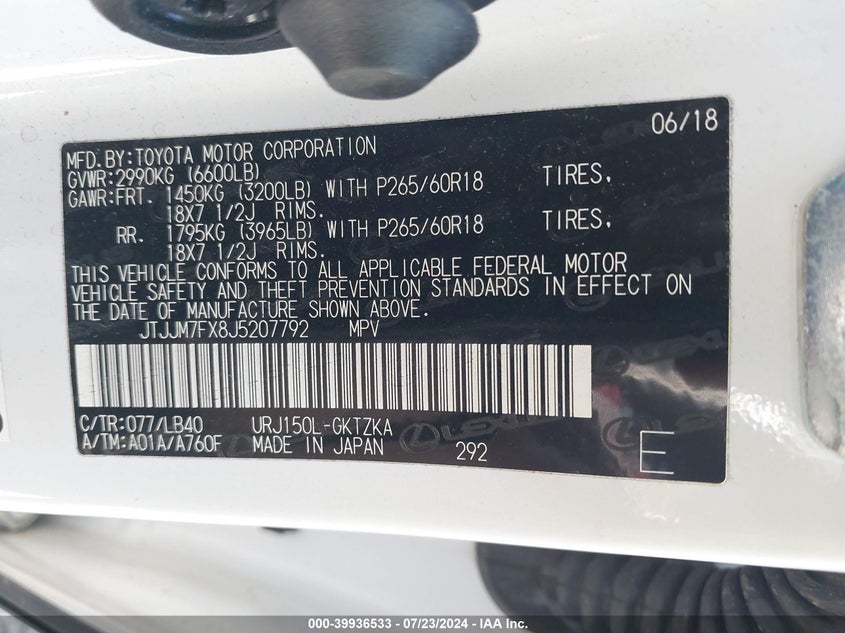 06/18
MFD.BY:TOYOTA MOTOR CORPORATION
GVWR:2990KG (6600LB)
GAWR:FRT. 1450KG (3200LB) WITH P265/60R18 TIRES,
18X7 1/2J RIMS.
RR. 1795KG (3965LB) WITH P265/60R18 TIRES,
18X7 1/2J RIMS.
THIS VEHICLE CONFORMS TO ALL APPLICABLE FEDERAL MOTOR
VEHICLE SAFETY AND THEFT PREVENTION STANDARDS IN EFFECT ON
THE DATE OF MANUFACTURE SHOWN ABOVE.
JTJJM7FX8J5207792 MPV
C/TR:077/LB40 URJ150L-GKTZKA
A/TM:A01A/A760F MADE IN JAPAN 292 E
LEXUS
000-39936533 - 07/23/2024 - IAA Inc.